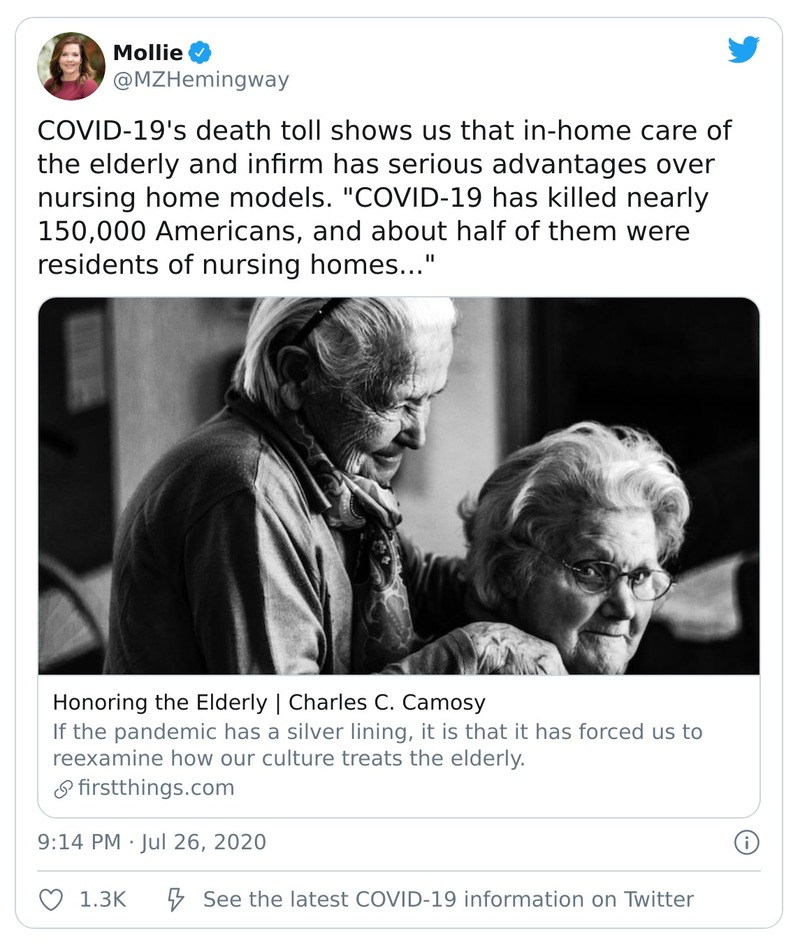 Mollie
@MZHemingway
COVID-19's death toll shows us that in-home care of
the elderly and infirm has serious advantages over
nursing home models. "COVID-19 has killed nearly
150,000 Americans, and about half of them were
residents of nursing homes..."
Honoring the Elderly | Charles C. Camosy
If the pandemic has a silver lining, it is that it has forced us to
reexamine how our culture treats the elderly.
firstthings.com
9:14 PM · Jul 26, 2020
1.3K See the latest COVID-19 information on Twitter